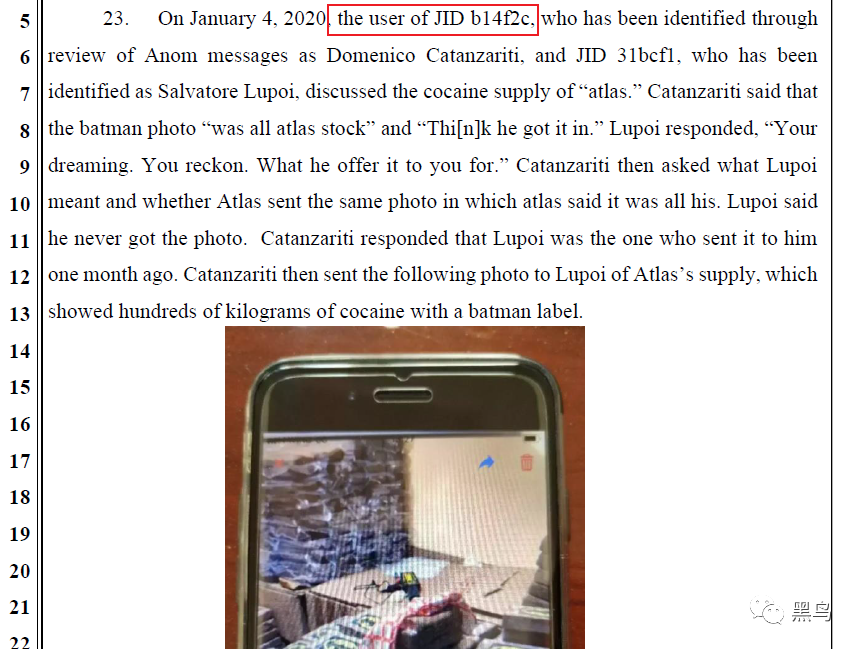 5 23. On January 4, 2020, the user of JID b14f2c, who has been identified through
6 review of Anom messages as Domenico Catanzariti, and JID 31bcf1, who has been
7 identified as Salvatore Lupoi, discussed the cocaine supply of “atlas.” Catanzariti said that
8 the batman photo “was all atlas stock” and “Thi[n]k he got it in.” Lupoi responded, “Your
9 dreaming. You reckon. What he offer it to you for.” Catanzariti then asked what Lupoi
10 meant and whether Atlas sent the same photo in which atlas said it was all his. Lupoi said
11 he never got the photo. Catanzariti responded that Lupoi was the one who sent it to him
12 one month ago. Catanzariti then sent the following photo to Lupoi of Atlas’s supply, which
13 showed hundreds of kilograms of cocaine with a batman label.
14
15
16
17
18
19
20
21
黑鸟
22